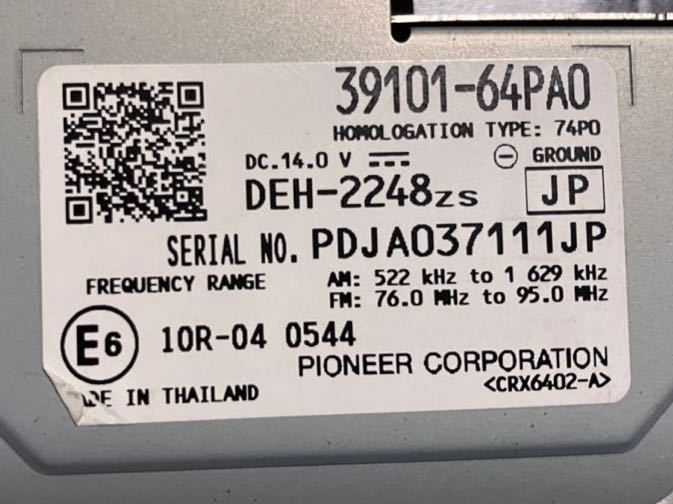 39101-64PA0
HOMOLOGATION TYPE: 74P0
DC.14.0 V
GROUND
DEH-2248ZS
JP
SERIAL NO. PDJA037111JP
FREQUENCY RANGE
AM: 522 kHz to 1 629 kHz
FM: 76.0 MHz to 95.0 MHz
E6
10R-04 0544
PIONEER CORPORATION
<CRX6402-A>
DE IN THAILAND